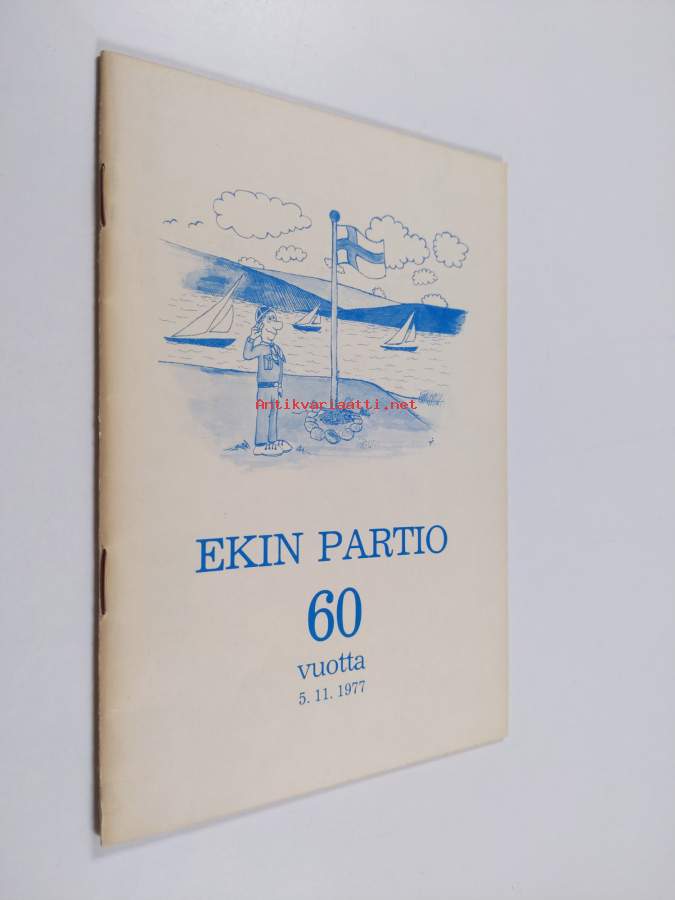 Antikvariaatti.net
EKIN PARTIO
60
vuotta
5. 11. 1977